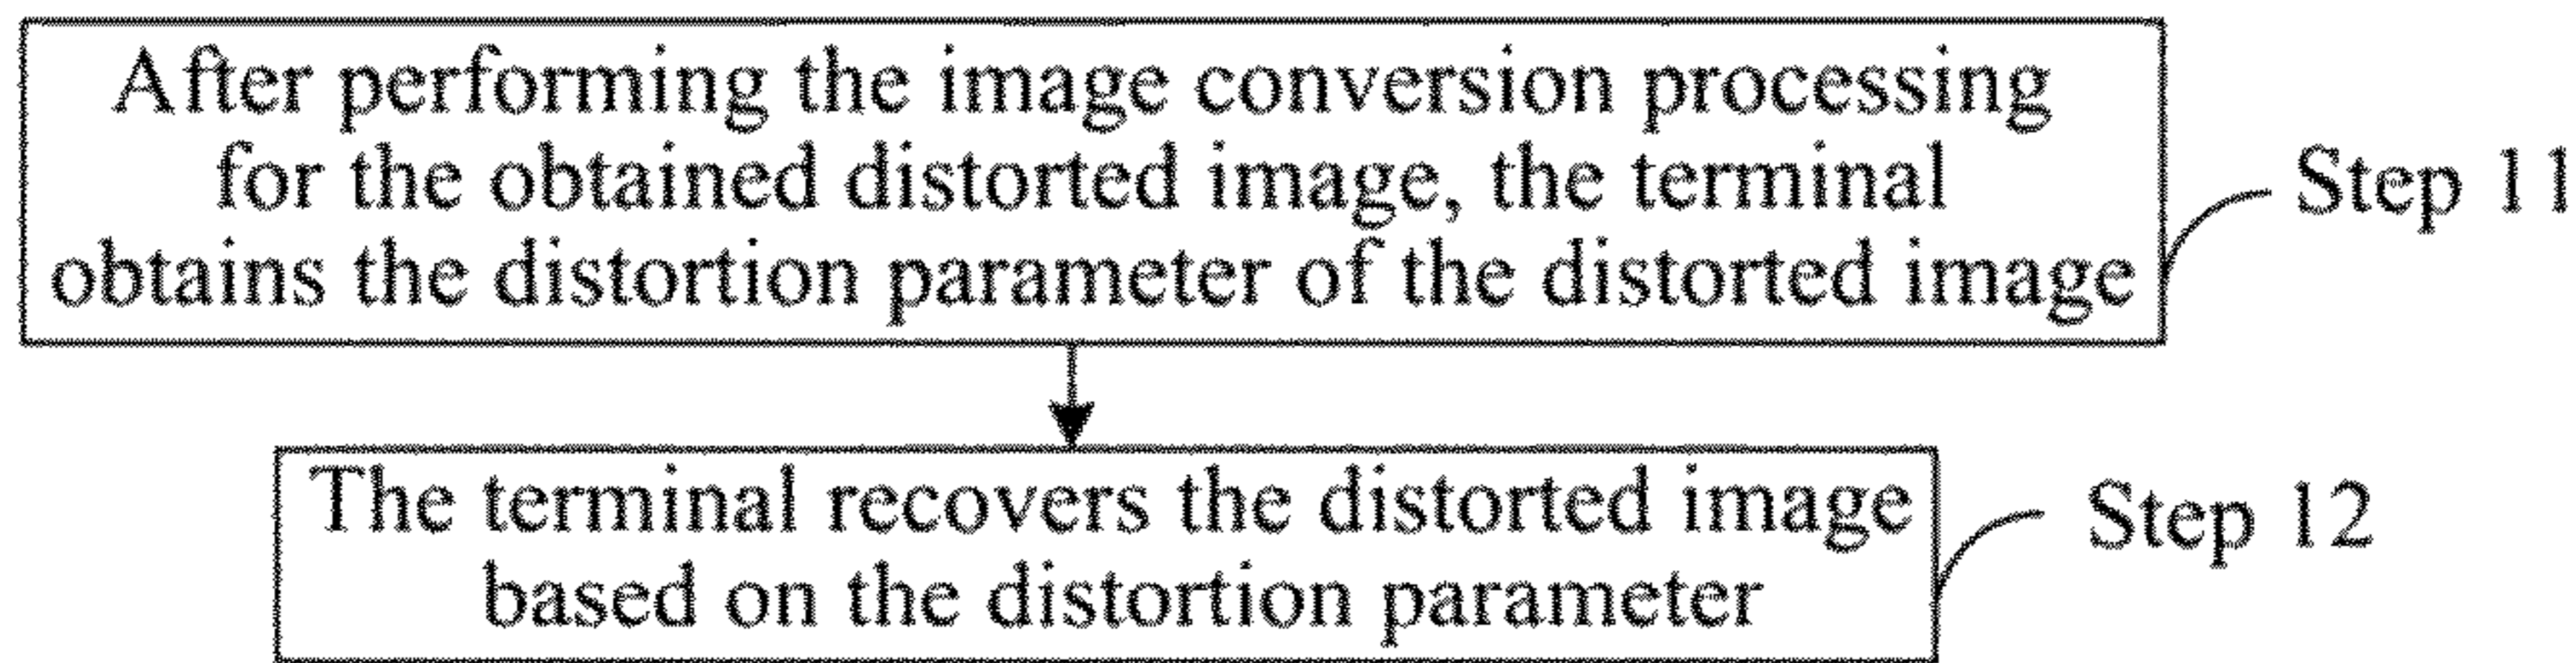 After performing the image conversion processing
for the obtained distorted image, the terminal
obtains the distortion parameter of the distorted image
Step 11
The terminal recovers the distorted image
based on the distortion parameter
Step 12